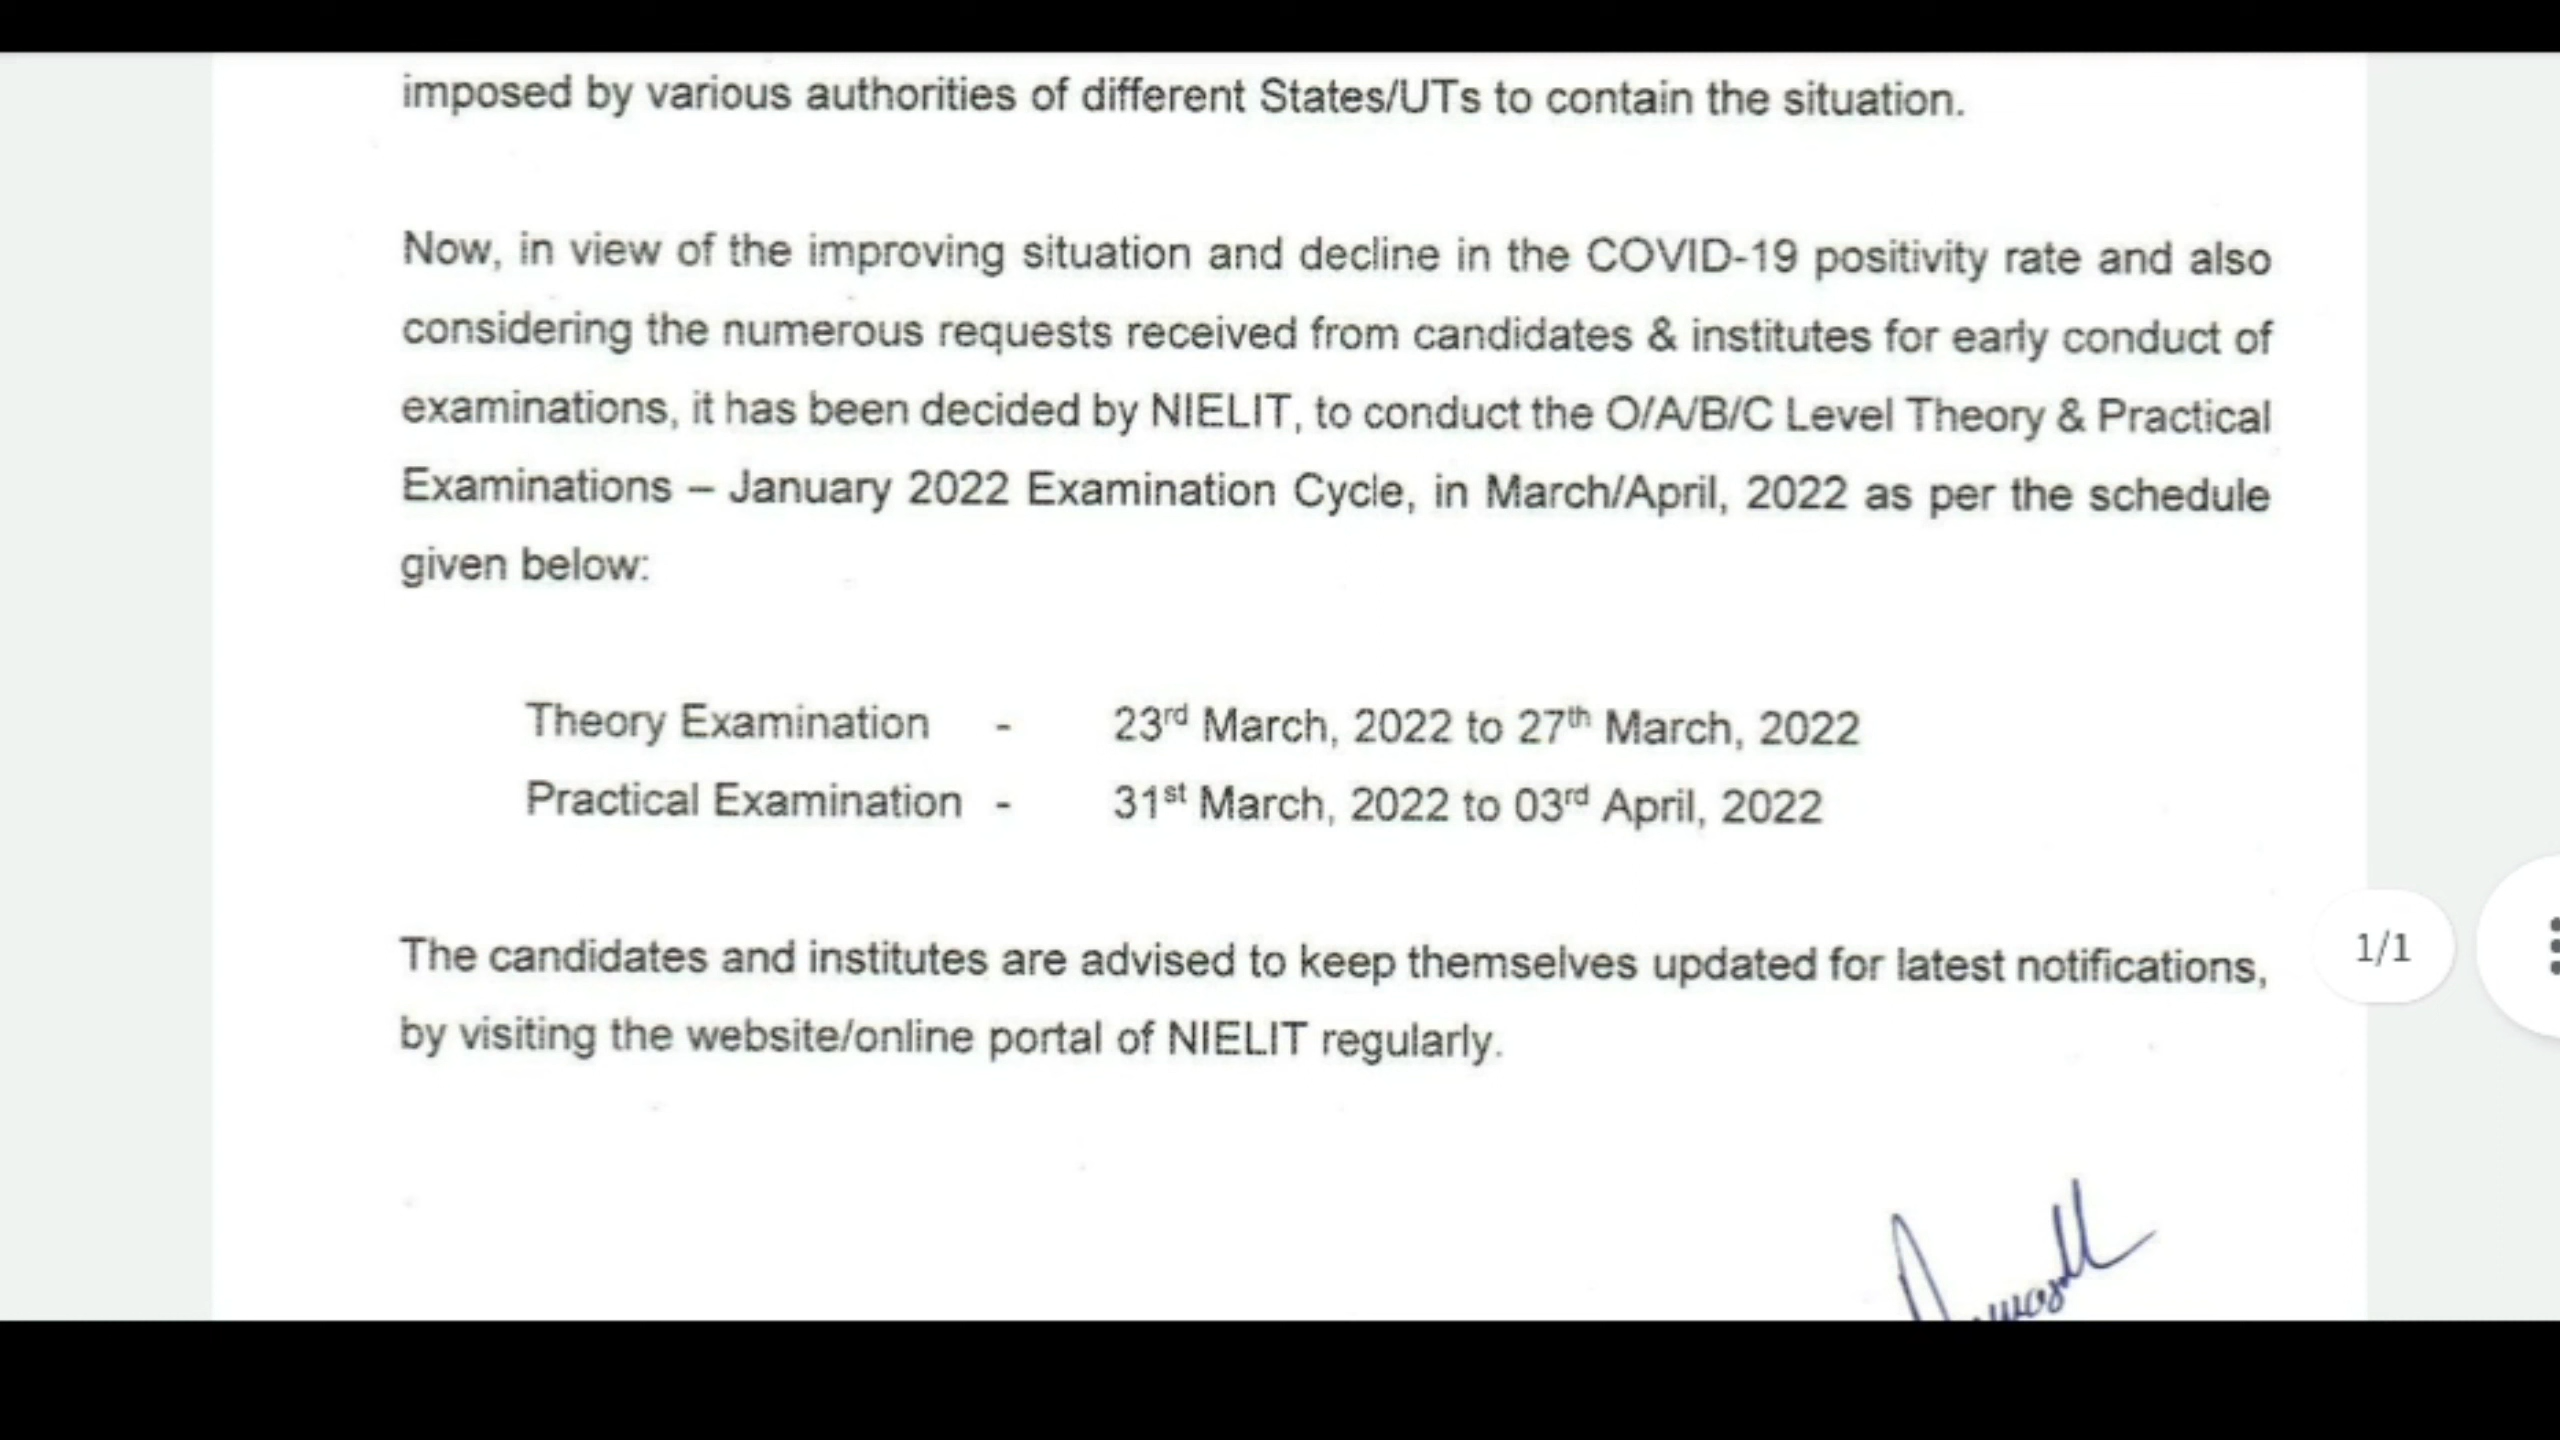 imposed by various authorities of different States/UTs to contain the situation.
Now, in view of the improving situation and decline in the COVID-19 positivity rate and also
considering the numerous requests received from candidates & institutes for early conduct of
examinations, it has been decided by NIELIT, to conduct the O/A/B/C Level Theory & Practical
Examinations – January 2022 Examination Cycle, in March/April, 2022 as per the schedule
given below:
Theory Examination - 23rd March, 2022 to 27th March, 2022
Practical Examination - 31st March, 2022 to 03rd April, 2022
1/1
The candidates and institutes are advised to keep themselves updated for latest notifications,
by visiting the website/online portal of NIELIT regularly.